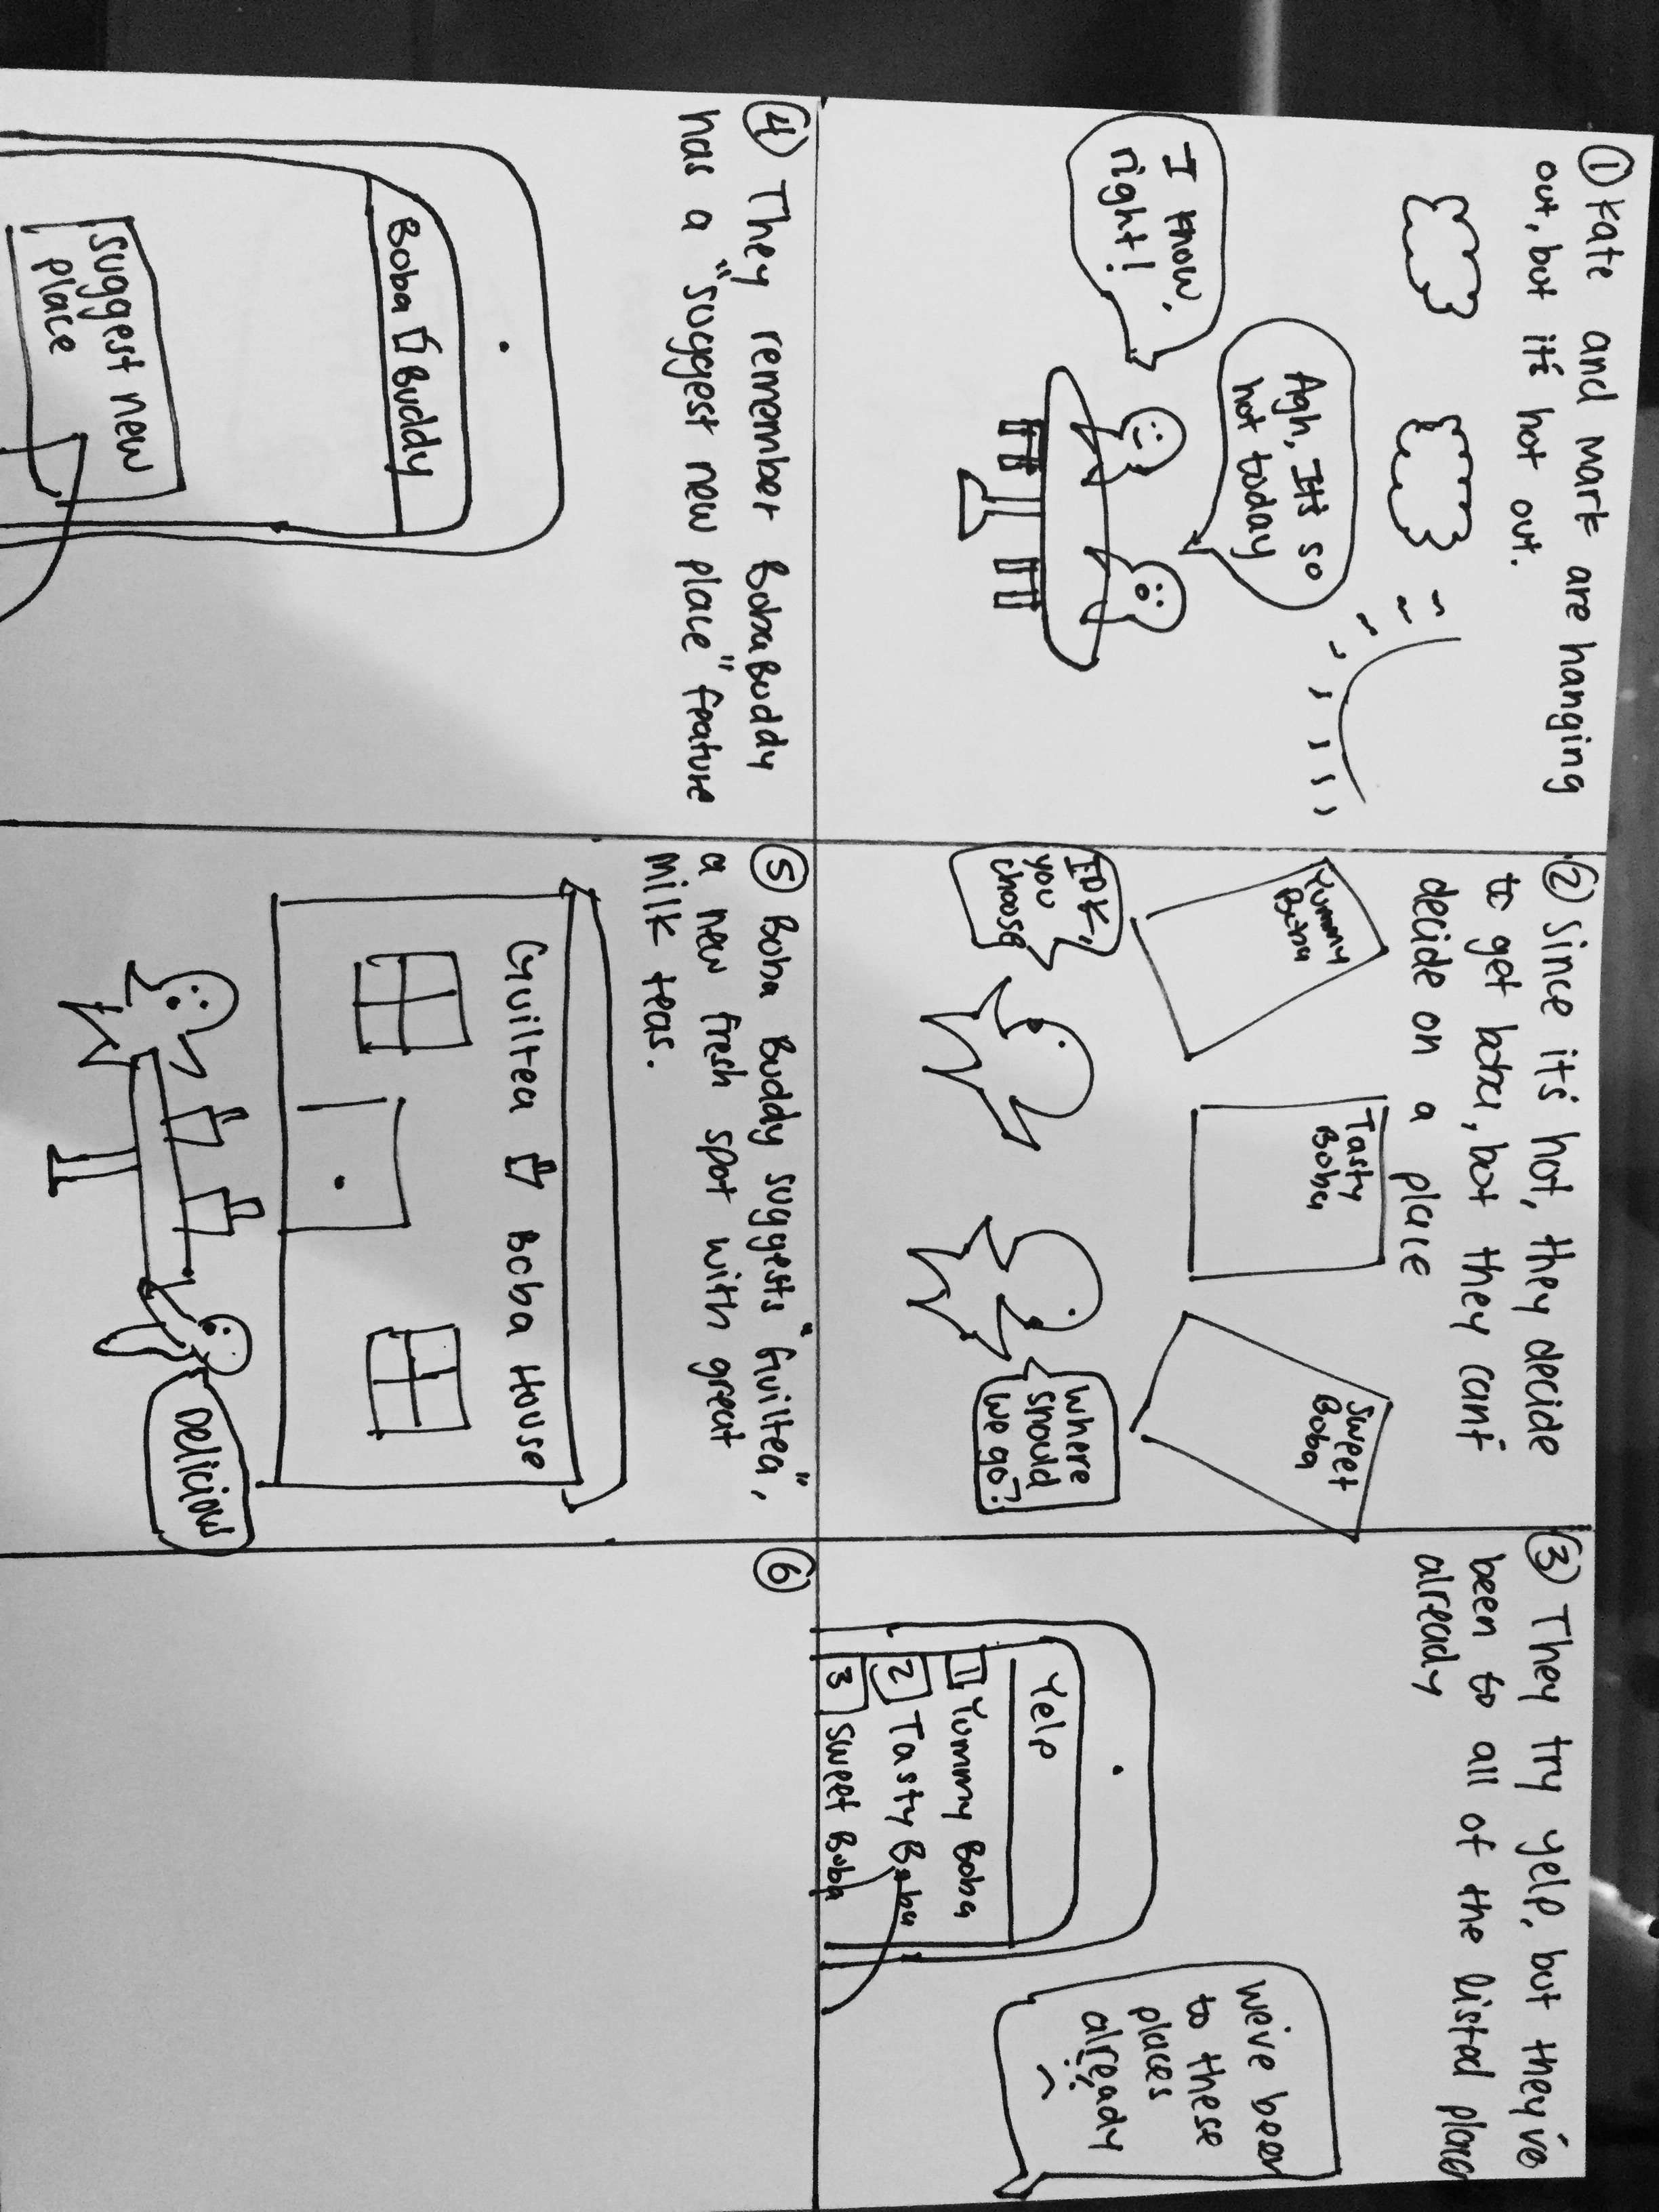 ① Kate and Mark are hanging
out, but it's hot out.
I know,
right!
Agh, It's so
hot today
② Since it's hot, they decide
to get boba, but they can't
decide on a place
Yummy
Boba
Tasty
Boba
Sweet
Boba
IDK,
you
choose
where
should
we go?
③ They try yelp, but they've
been to all of the listed places
already
Yelp
1 Yummy Boba
2 Tasty Boba
3 Sweet Boba
we've been
to these
places
already
④ They remember BobaBuddy
has a "suggest new place" feature
Boba Buddy
Suggest new
place
⑤ Boba Buddy suggests "Guiltea",
a new fresh spot with great
milk teas.
Guiltea Boba House
Delicious
⑥